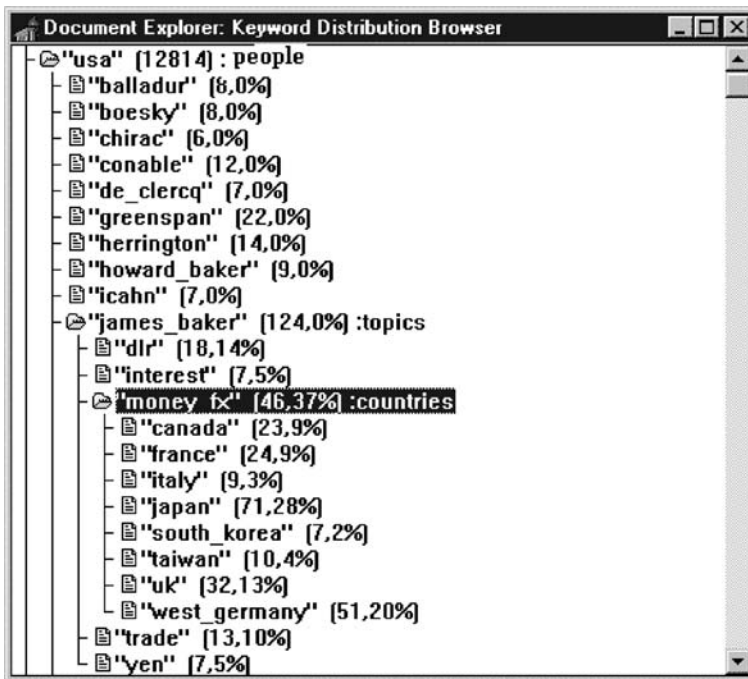 Document Explorer: Keyword Distribution Browser
"usa" (12814) : people
"balladur" (8,0%)
"boesky" (8,0%)
"chirac" (6,0%)
"conable" (12,0%)
"de_clercq" (7,0%)
"greenspan" (22,0%)
"herrington" (14,0%)
"howard_baker" (9,0%)
"icahn" (7,0%)
"james_baker" (124,0%) :topics
"dlr" (18,14%)
"interest" (7,5%)
"money_fx" (46,37%) :countries
"canada" (23,9%)
"france" (24,9%)
"italy" (9,3%)
"japan" (71,28%)
"south_korea" (7,2%)
"taiwan" (10,4%)
"uk" (32,13%)
"west_germany" (51,20%)
"trade" (13,10%)
"yen" (7,5%)